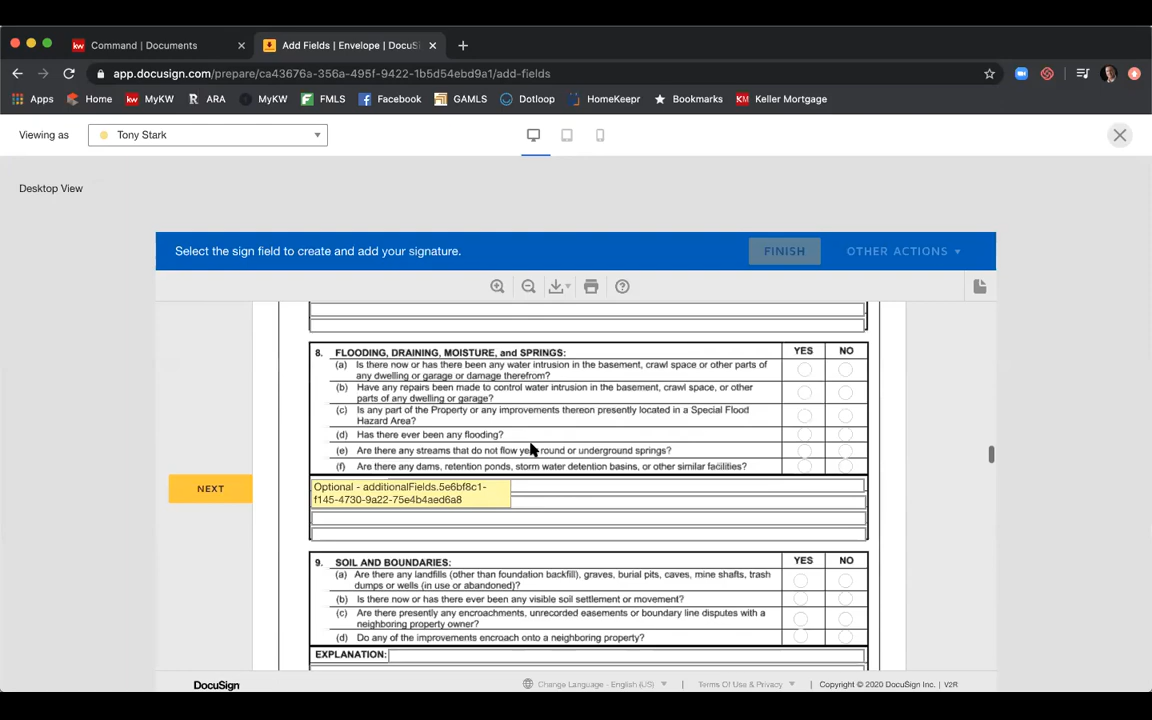 Command | Documents
Add Fields | Envelope | DocuSi
app.docusign.com/prepare/ca43676a-356a-495f-9422-1b5d54ebd9a1/add-fields
Apps
Home
kw MyKW
R ARA
MyKW
FMLS
Facebook
GAMLS
Dotloop
HomeKeepr
Bookmarks
KM Keller Mortgage
Viewing as
Tony Stark
Desktop View
Select the sign field to create and add your signature.
FINISH
OTHER ACTIONS
8. FLOODING, DRAINING, MOISTURE, and SPRINGS: YES NO
(a) Is there now or has there been any water intrusion in the basement, crawl space or other parts of
any dwelling or garage or damage therefrom?
(b) Have any repairs been made to control water intrusion in the basement, crawl space, or other
parts of any dwelling or garage?
(c) Is any part of the Property or any improvements thereon presently located in a Special Flood
Hazard Area?
(d) Has there ever been any flooding?
(e) Are there any streams that do not flow year round or underground springs?
(f) Are there any dams, retention ponds, storm water detention basins, or other similar facilities?
NEXT
Optional - additionalFields.5e6bf8c1-
f145-4730-9a22-75e4b4aed6a8
9. SOIL AND BOUNDARIES: YES NO
(a) Are there any landfills (other than foundation backfill), graves, burial pits, caves, mine shafts, trash
dumps or wells (in use or abandoned)?
(b) Is there now or has there ever been any visible soil settlement or movement?
(c) Are there presently any encroachments, unrecorded easements or boundary line disputes with a
neighboring property owner?
(d) Do any of the improvements encroach onto a neighboring property?
EXPLANATION:
DocuSign
Change Language - English (US)
Terms Of Use & Privacy
Copyright © 2020 DocuSign Inc. | V2R